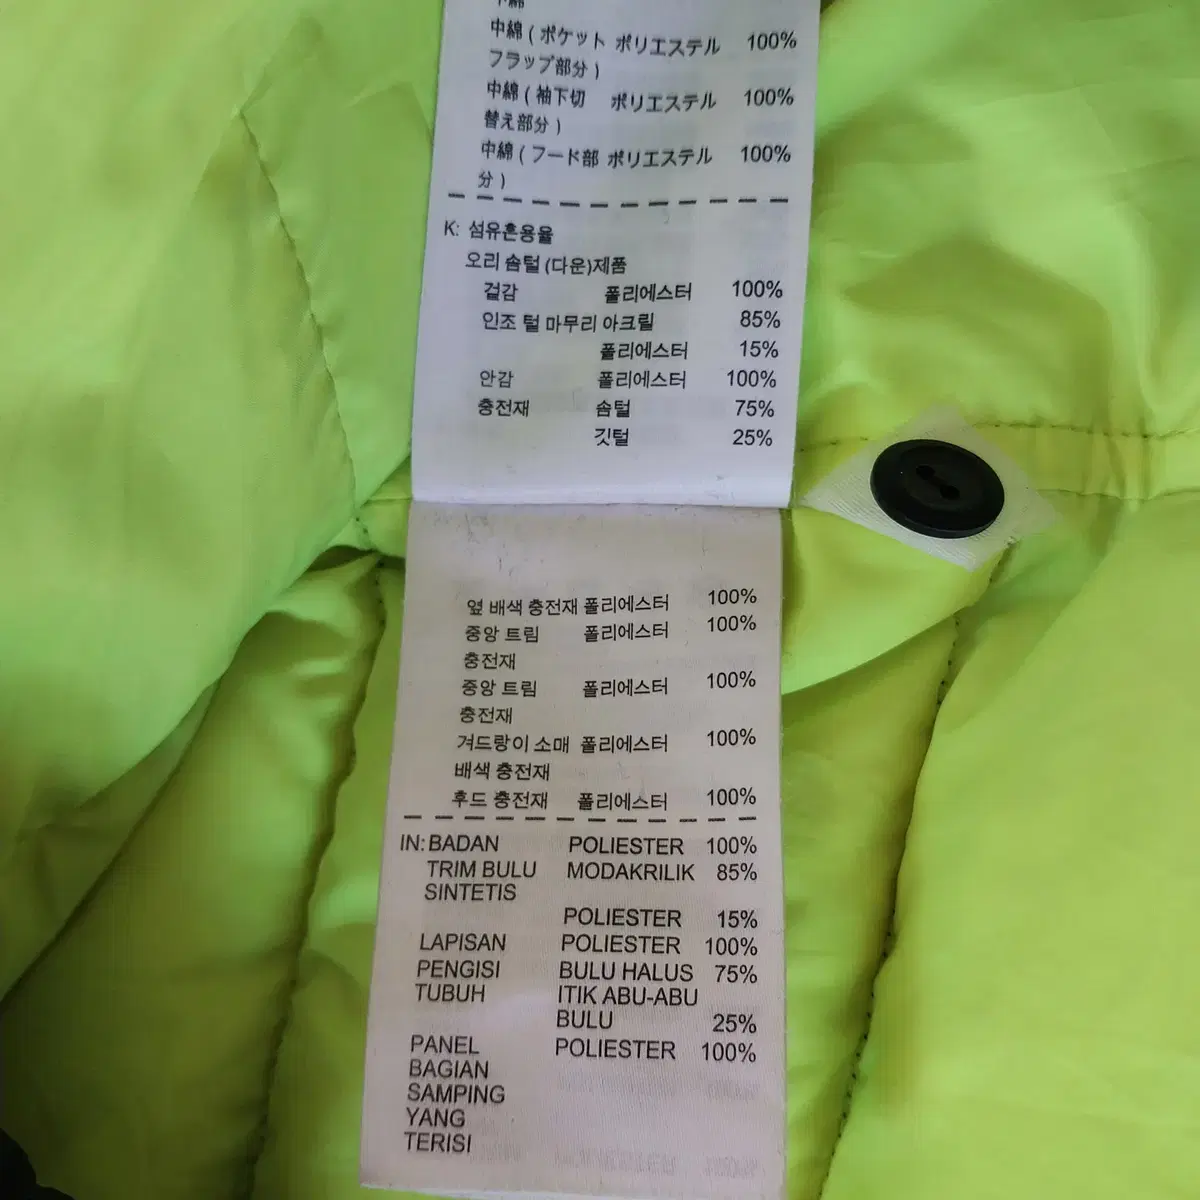 中綿 ( ポケット ポリエステル 100%
フラップ部分 )
中綿 ( 袖下切 ポリエステル 100%
替え部分 )
中綿 ( フード部 ポリエステル 100%
分 )
K: 섬유혼용율
오리 솜털 (다운)제품
겉감 폴리에스터 100%
인조 털 마무리 아크릴 85%
폴리에스터 15%
안감 폴리에스터 100%
충전재 솜털 75%
깃털 25%
옆 배색 충전재 폴리에스터 100%
중앙 트림 폴리에스터 100%
충전재
중앙 트림 폴리에스터 100%
충전재
겨드랑이 소매 폴리에스터 100%
배색 충전재
후드 충전재 폴리에스터 100%
IN: BADAN POLIESTER 100%
TRIM BULU MODAKRILIK 85%
SINTETIS
POLIESTER 15%
LAPISAN POLIESTER 100%
PENGISI BULU HALUS 75%
TUBUH ITIK ABU-ABU
BULU 25%
PANEL POLIESTER 100%
BAGIAN
SAMPING
YANG
TERISI